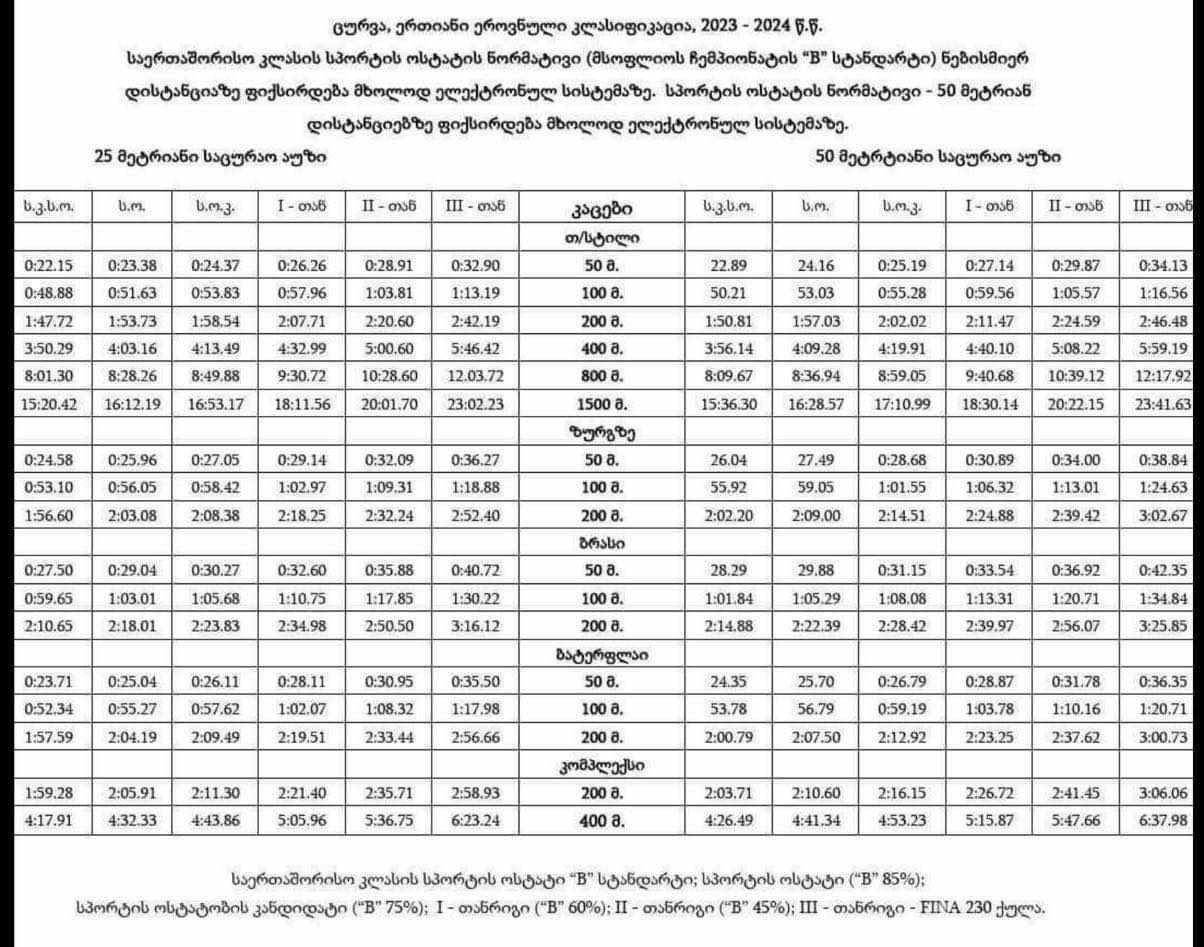 ცურვა, ერთიანი ეროვნული კლასიფიკაცია, 2023 - 2024 წ.წ.
საერთაშორისო კლასის სპორტის ოსტატის ნორმატივი (მსოფლიოს ჩემპიონატის “B” სტანდარტი) ნებისმიერ
დისტანციაზე ფიქსირდება მხოლოდ ელექტრონულ სისტემაზე. სპორტის ოსტატის ნორმატივი - 50 მეტრიან
დისტანციებზე ფიქსირდება მხოლოდ ელექტრონულ სისტემაზე.
25 მეტრიანი საცურაო აუზი 50 მეტრტიანი საცურაო აუზი
ს.კ.ს.ო. ს.ო. ს.ო.კ. I - თან II - თან III - თან კაცები ს.კ.ს.ო. ს.ო. ს.ო.კ. I - თან II - თან III - თან
თ/სტილი
0:22.15 0:23.38 0:24.37 0:26.26 0:28.91 0:32.90 50 მ. 22.89 24.16 0:25.19 0:27.14 0:29.87 0:34.13
0:48.88 0:51.63 0:53.83 0:57.96 1:03.81 1:13.19 100 მ. 50.21 53.03 0:55.28 0:59.56 1:05.57 1:16.56
1:47.72 1:53.73 1:58.54 2:07.71 2:20.60 2:42.19 200 მ. 1:50.81 1:57.03 2:02.02 2:11.47 2:24.59 2:46.48
3:50.29 4:03.16 4:13.49 4:32.99 5:00.60 5:46.42 400 მ. 3:56.14 4:09.28 4:19.91 4:40.10 5:08.22 5:59.19
8:01.30 8:28.26 8:49.88 9:30.72 10:28.60 12.03.72 800 მ. 8:09.67 8:36.94 8:59.05 9:40.68 10:39.12 12:17.92
15:20.42 16:12.19 16:53.17 18:11.56 20:01.70 23:02.23 1500 მ. 15:36.30 16:28.57 17:10.99 18:30.14 20:22.15 23:41.63
ზურგზე
0:24.58 0:25.96 0:27.05 0:29.14 0:32.09 0:36.27 50 მ. 26.04 27.49 0:28.68 0:30.89 0:34.00 0:38.84
0:53.10 0:56.05 0:58.42 1:02.97 1:09.31 1:18.88 100 მ. 55.92 59.05 1:01.55 1:06.32 1:13.01 1:24.63
1:56.60 2:03.08 2:08.38 2:18.25 2:32.24 2:52.40 200 მ. 2:02.20 2:09.00 2:14.51 2:24.88 2:39.42 3:02.67
ბრასი
0:27.50 0:29.04 0:30.27 0:32.60 0:35.88 0:40.72 50 მ. 28.29 29.88 0:31.15 0:33.54 0:36.92 0:42.35
0:59.65 1:03.01 1:05.68 1:10.75 1:17.85 1:30.22 100 მ. 1:01.84 1:05.29 1:08.08 1:13.31 1:20.71 1:34.84
2:10.65 2:18.01 2:23.83 2:34.98 2:50.50 3:16.12 200 მ. 2:14.88 2:22.39 2:28.42 2:39.97 2:56.07 3:25.85
ბატერფლაი
0:23.71 0:25.04 0:26.11 0:28.11 0:30.95 0:35.50 50 მ. 24.35 25.70 0:26.79 0:28.87 0:31.78 0:36.35
0:52.34 0:55.27 0:57.62 1:02.07 1:08.32 1:17.98 100 მ. 53.78 56.79 0:59.19 1:03.78 1:10.16 1:20.71
1:57.59 2:04.19 2:09.49 2:19.51 2:33.44 2:56.66 200 მ. 2:00.79 2:07.50 2:12.92 2:23.25 2:37.62 3:00.73
კომპლექსი
1:59.28 2:05.91 2:11.30 2:21.40 2:35.71 2:58.93 200 მ. 2:03.71 2:10.60 2:16.15 2:26.72 2:41.45 3:06.06
4:17.91 4:32.33 4:43.86 5:05.96 5:36.75 6:23.24 400 მ. 4:26.49 4:41.34 4:53.23 5:15.87 5:47.66 6:37.98
საერთაშორისო კლასის სპორტის ოსტატი “B” სტანდარტი; სპორტის ოსტატი (“B” 85%);
სპორტის ოსტატობის კანდიდატი (“B” 75%); I - თანრიგი (“B” 60%); II - თანრიგი (“B” 45%); III - თანრიგი - FINA 230 ქულა.